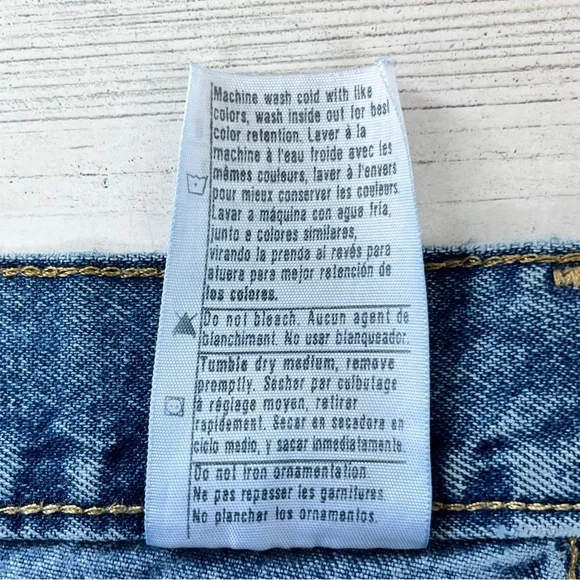 Machine wash cold with like
colors, wash inside out for best
color retention. Laver à la
machine à l'eau froide avec les
mêmes couleurs, laver à l'envers
pour mieux conserver les couleurs.
Lavar a máquina con agua fría,
junto a colores similares,
virando la prenda al revés para
afuera para mejor retención de
los colores.
Do not bleach. Aucun agent de
blanchimant. No usar blanqueador.
Tumble dry medium, remove
promptly. Sécher par culbutage
à réglage moyen, retirer
rapidement. Secar en secadora en
ciclo medio, y sacar inmediatamente.
Do not iron ornamentation.
Ne pas repasser les garnitures.
No planchar los ornamentos.